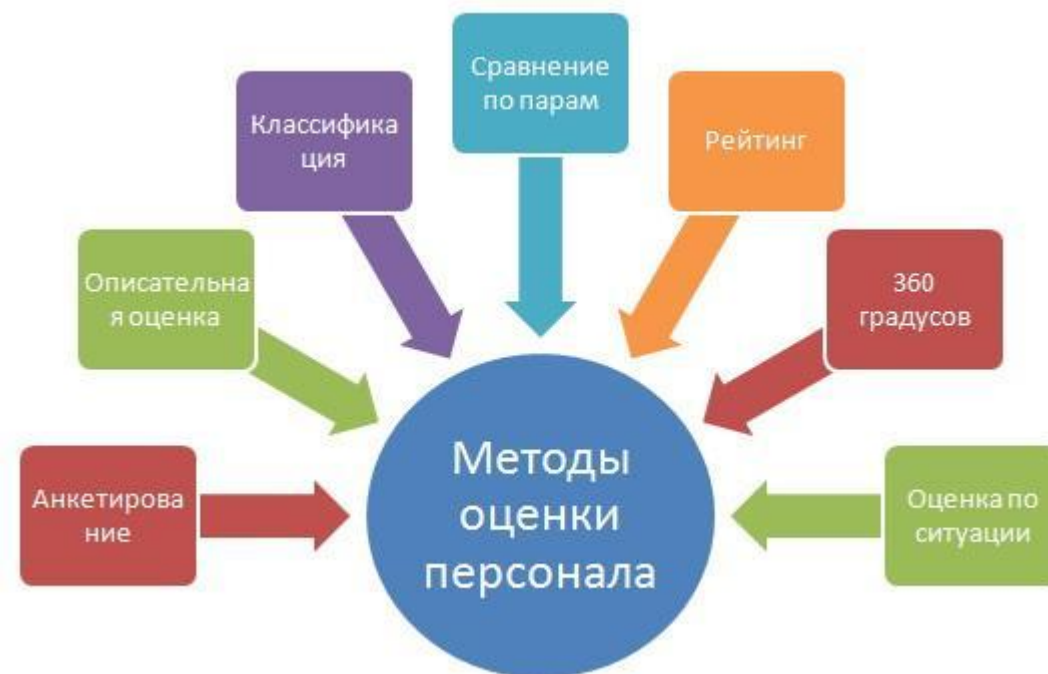 Сравнение
по парам
Классифика
ция
Рейтинг
Описательна
я оценка
360
градусов
Анкетирова
ние
Оценка по
ситуации
Методы
оценки
персонала